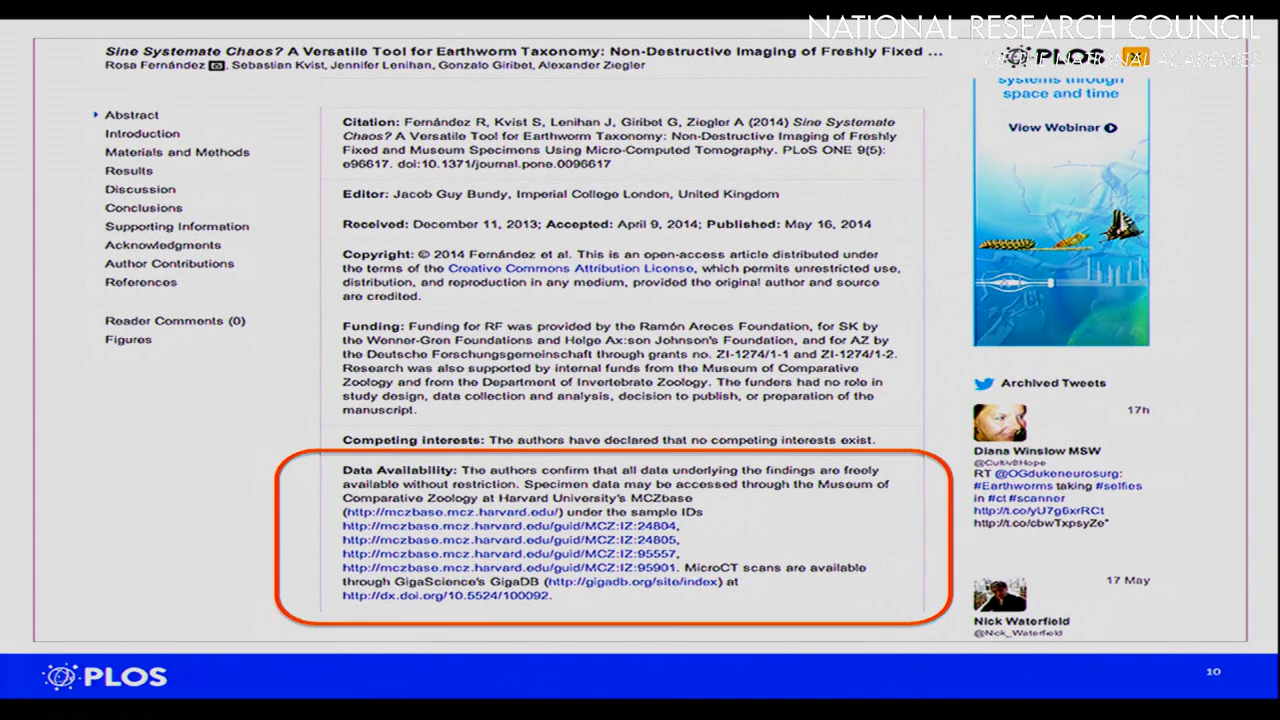 NATIONAL RESEARCH COUNCIL
OF THE NATIONAL ACADEMIES
Sine Systemate Chaos? A Versatile Tool for Earthworm Taxonomy: Non-Destructive Imaging of Freshly Fixed ...
Rosa Fernández, Sebastian Kvist, Jennifer Lenihan, Gonzalo Giribet, Alexander Ziegler
PLOS
Abstract
Introduction
Materials and Methods
Results
Discussion
Conclusions
Supporting Information
Acknowledgments
Author Contributions
References
Reader Comments (0)
Figures
Citation: Fernández R, Kvist S, Lenihan J, Giribet G, Ziegler A (2014) Sine Systemate
Chaos? A Versatile Tool for Earthworm Taxonomy: Non-Destructive Imaging of Freshly
Fixed and Museum Specimens Using Micro-Computed Tomography. PLoS ONE 9(5):
e96617. doi:10.1371/journal.pone.0096617
Editor: Jacob Guy Bundy, Imperial College London, United Kingdom
Received: December 11, 2013; Accepted: April 9, 2014; Published: May 16, 2014
Copyright: © 2014 Fernández et al. This is an open-access article distributed under
the terms of the Creative Commons Attribution License, which permits unrestricted use,
distribution, and reproduction in any medium, provided the original author and source
are credited.
Funding: Funding for RF was provided by the Ramón Areces Foundation, for SK by
the Wenner-Gren Foundations and Helge Ax:son Johnson's Foundation, and for AZ by
the Deutsche Forschungsgemeinschaft through grants no. ZI-1274/1-1 and ZI-1274/1-2.
Research was also supported by internal funds from the Museum of Comparative
Zoology and from the Department of Invertebrate Zoology. The funders had no role in
study design, data collection and analysis, decision to publish, or preparation of the
manuscript.
Competing interests: The authors have declared that no competing interests exist.
Data Availability: The authors confirm that all data underlying the findings are freely
available without restriction. Specimen data may be accessed through the Museum of
Comparative Zoology at Harvard University's MCZbase
(http://mczbase.mcz.harvard.edu/) under the sample IDs
http://mczbase.mcz.harvard.edu/guid/MCZ:IZ:24804,
http://mczbase.mcz.harvard.edu/guid/MCZ:IZ:24805,
http://mczbase.mcz.harvard.edu/guid/MCZ:IZ:95557,
http://mczbase.mcz.harvard.edu/guid/MCZ:IZ:95901. MicroCT scans are available
through GigaScience's GigaDB (http://gigadb.org/site/index) at
http://dx.doi.org/10.5524/100092.
systems through
space and time
View Webinar
Archived Tweets
17h
Diana Winslow MSW
@Cultiv8Hope
RT @OGdukeneurosurg:
#Earthworms taking #selfies
in #ct #scanner
http://t.co/yU7g6xrRCt
http://t.co/cbwTxpsyZe"
17 May
Nick Waterfield
@Nick_Waterfield
PLOS
10